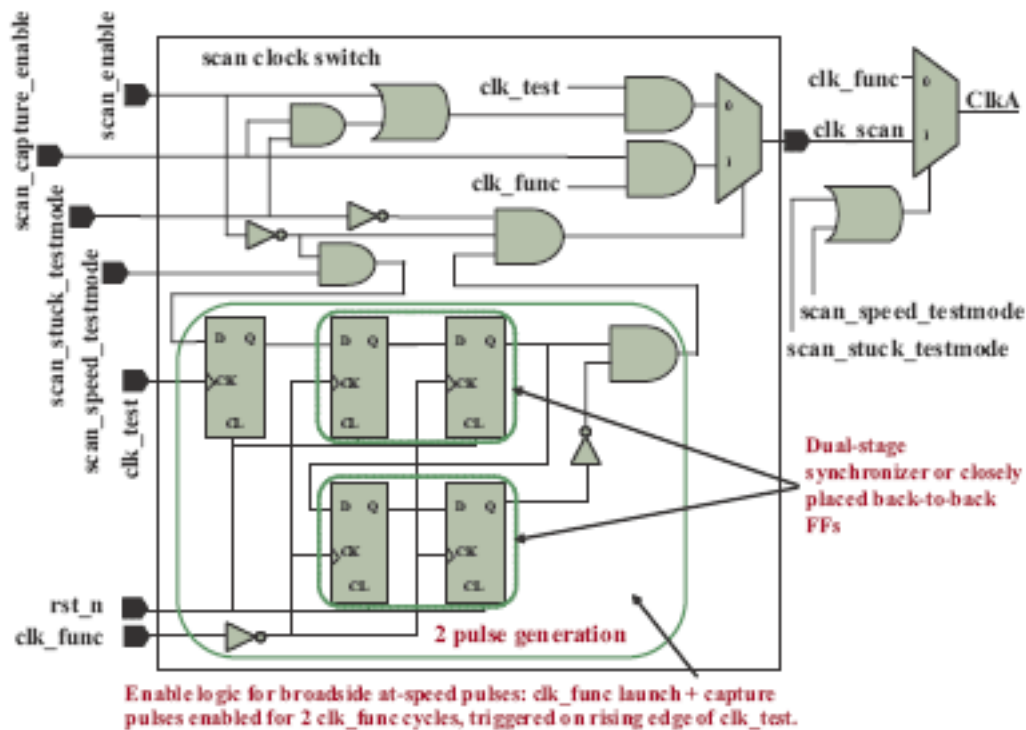 scan clock switch
scan_enable
scan_capture_enable
scan_stuck_testmode
scan_speed_testmode
clk_test
clk_test
clk_func
0
1
clk_scan
clk_func
0
1
ClkA
scan_speed_testmode
scan_stuck_testmode
D Q
CK
CL
D Q
CK
CL
D Q
CK
CL
D Q
CK
CL
D Q
CK
CL
Dual-stage
synchronizer or closely
placed back-to-back
FFs
rst_n
clk_func
2 pulse generation
Enable logic for broadside at-speed pulses: clk_func launch + capture
pulses enabled for 2 clk_func cycles, triggered on rising edge of clk_test.